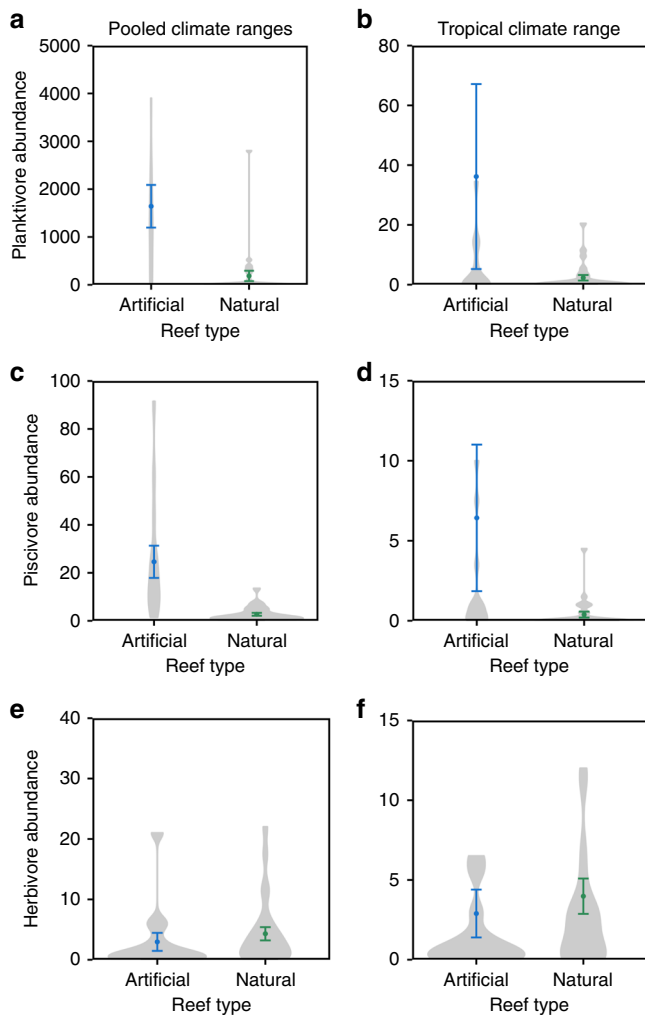 a Pooled climate ranges
b Tropical climate range
Planktivore abundance
5000
4000
3000
2000
1000
0
Artificial Natural
Reef type
80
60
40
20
0
Artificial Natural
Reef type
c
Piscivore abundance
100
80
60
40
20
0
Artificial Natural
Reef type
d
15
10
5
0
Artificial Natural
Reef type
e
Herbivore abundance
40
30
20
10
0
Artificial Natural
Reef type
f
15
10
5
0
Artificial Natural
Reef type